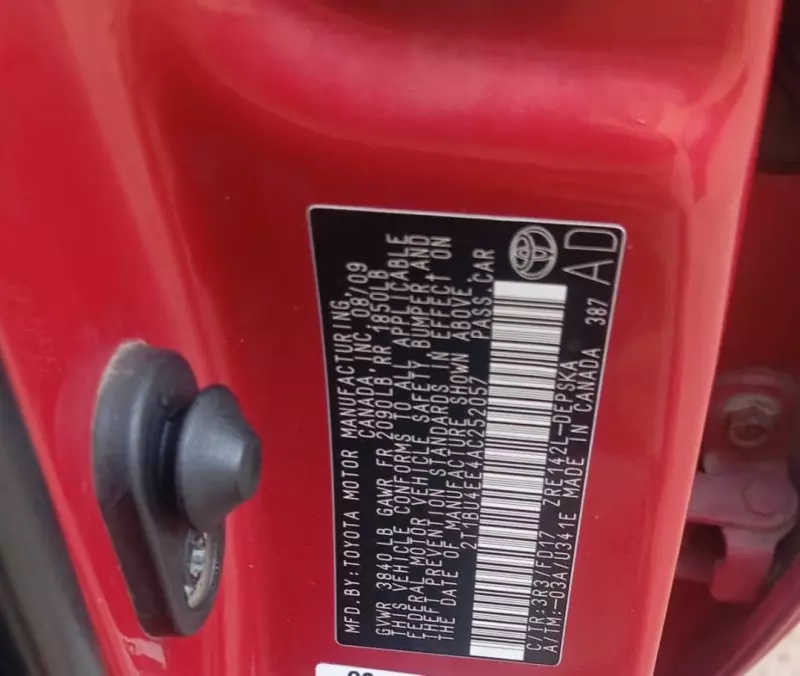 MFD.BY:TOYOTA MOTOR MANUFACTURING
CANADA, INC. 08/09
GVWR 3840LB GAWR FR 2090LB RR 1850LB
THIS VEHICLE CONFORMS TO ALL APPLICABLE
FEDERAL MOTOR VEHICLE SAFETY, BUMPER, AND
THEFT PREVENTION STANDARDS IN EFFECT ON
THE DATE OF MANUFACTURE SHOWN ABOVE.
2T1BU4EE4AC252057 PASS.CAR
C/TR:3R3/FD17 ZRE142L-DEPSKA
A/TM:-03A/U341E MADE IN CANADA 387
AD